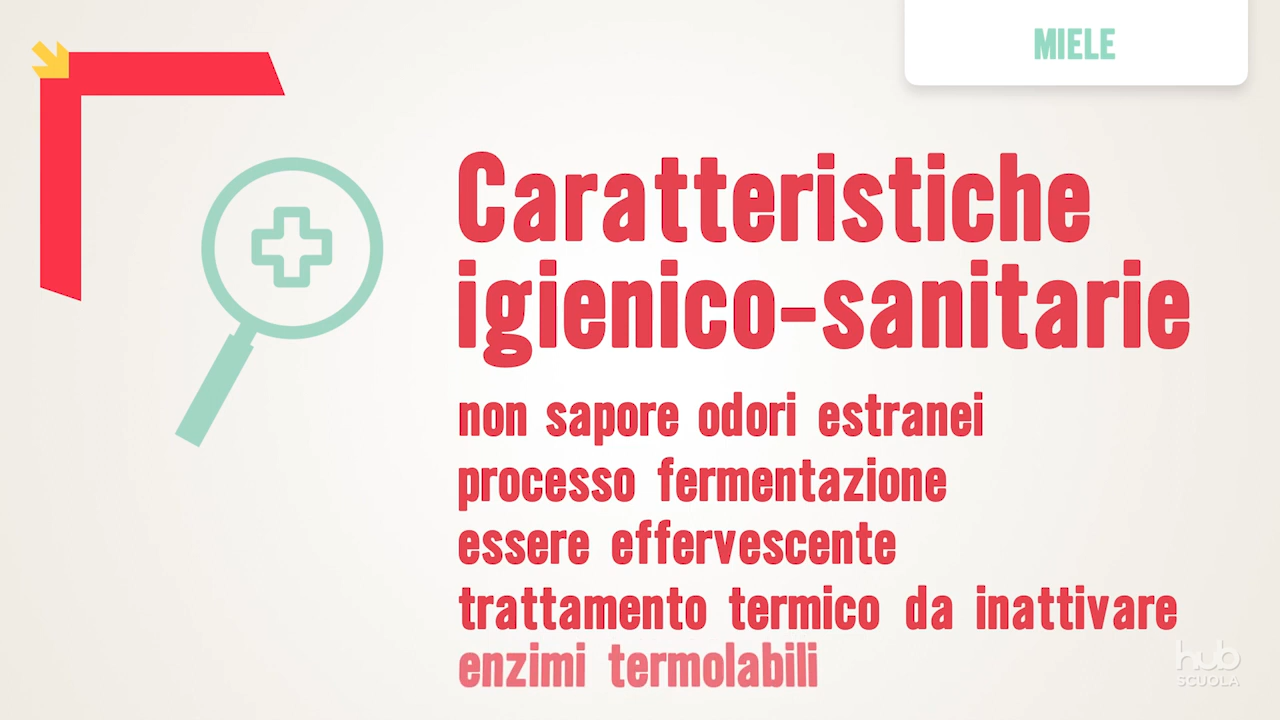 MIELE
Caratteristiche
igienico-sanitarie
non sapore odori estranei
processo fermentazione
essere effervescente
trattamento termico da inattivare
enzimi termolabili
hub
SCUOLA